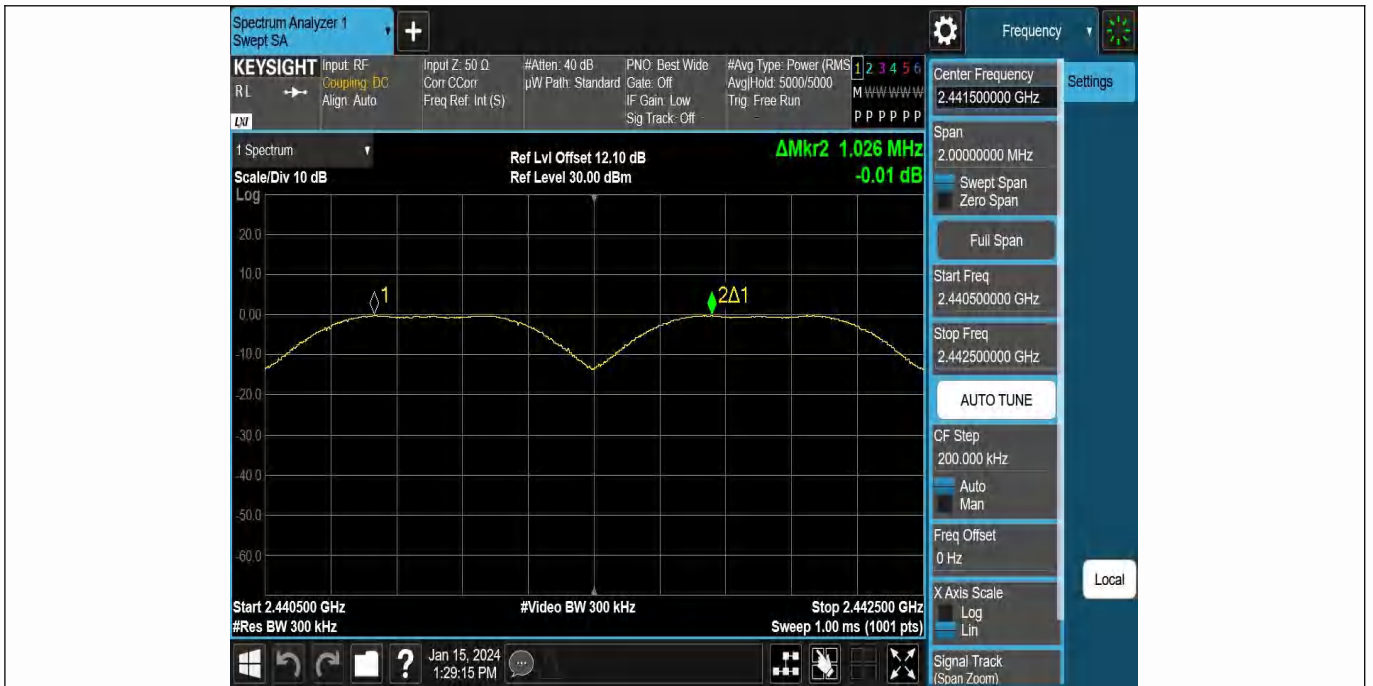 Spectrum Analyzer 1
Swept SA
+
Frequency
KEYSIGHT
RL
LXI
Input: RF
Coupling: DC
Align: Auto
Input Z: 50 Ω
Corr CCorr
Freq Ref: Int (S)
#Atten: 40 dB
µW Path: Standard
PNO: Best Wide
Gate: Off
IF Gain: Low
Sig Track: Off
#Avg Type: Power (RMS
Avg|Hold: 5000/5000
Trig: Free Run
1 2 3 4 5 6
M W W W W W
P P P P P P
1 Spectrum
Scale/Div 10 dB
Log
Ref Lvl Offset 12.10 dB
Ref Level 30.00 dBm
ΔMkr2 1.026 MHz
-0.01 dB
20.0
10.0
0.00
-10.0
-20.0
-30.0
-40.0
-50.0
-60.0
1
2Δ1
Start 2.440500 GHz
#Res BW 300 kHz
#Video BW 300 kHz
Stop 2.442500 GHz
Sweep 1.00 ms (1001 pts)
Center Frequency
2.441500000 GHz
Settings
Span
2.00000000 MHz
Swept Span
Zero Span
Full Span
Start Freq
2.440500000 GHz
Stop Freq
2.442500000 GHz
AUTO TUNE
CF Step
200.000 kHz
Auto
Man
Freq Offset
0 Hz
X Axis Scale
Log
Lin
Local
Signal Track
(Span Zoom)
?
Jan 15, 2024
1:29:15 PM